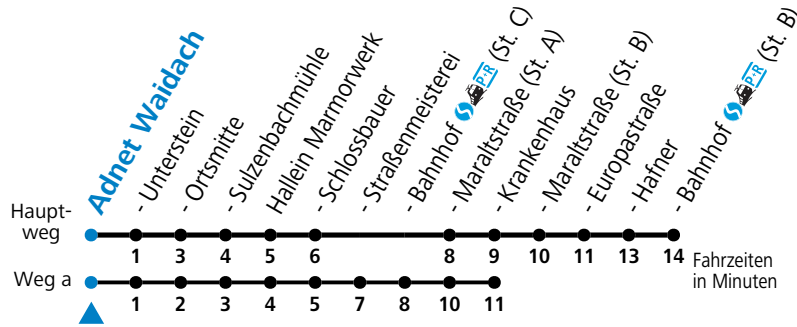 Adnet Waidach
- Unterstein
- Ortsmitte
- Sulzenbachmühle
Hallein Marmorwerk
- Schlossbauer
- Straßenmeisterei
- Bahnhof P+R (St. C)
- Maraltstraße (St. A)
- Krankenhaus
- Maraltstraße (St. B)
- Europastraße
- Hafner
- Bahnhof P+R (St. B)
Haupt-
weg
1 3 4 5 6 8 9 10 11 13 14
Fahrzeiten
in Minuten
Weg a
1 2 3 4 5 7 8 10 11